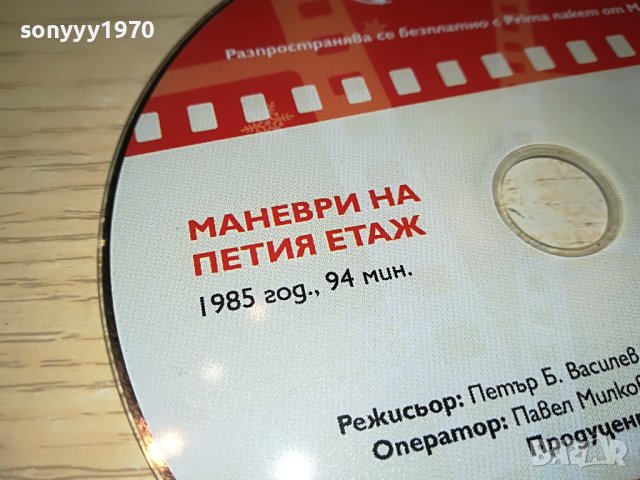 sonyyy1970
Разпространява се безплатно с Prima пакет от М
МАНЕВРИ НА
ПЕТИЯ ЕТАЖ
1985 год., 94 мин.
Режисьор: Петър Б. Василев
Оператор: Павел Милков
Продуцент